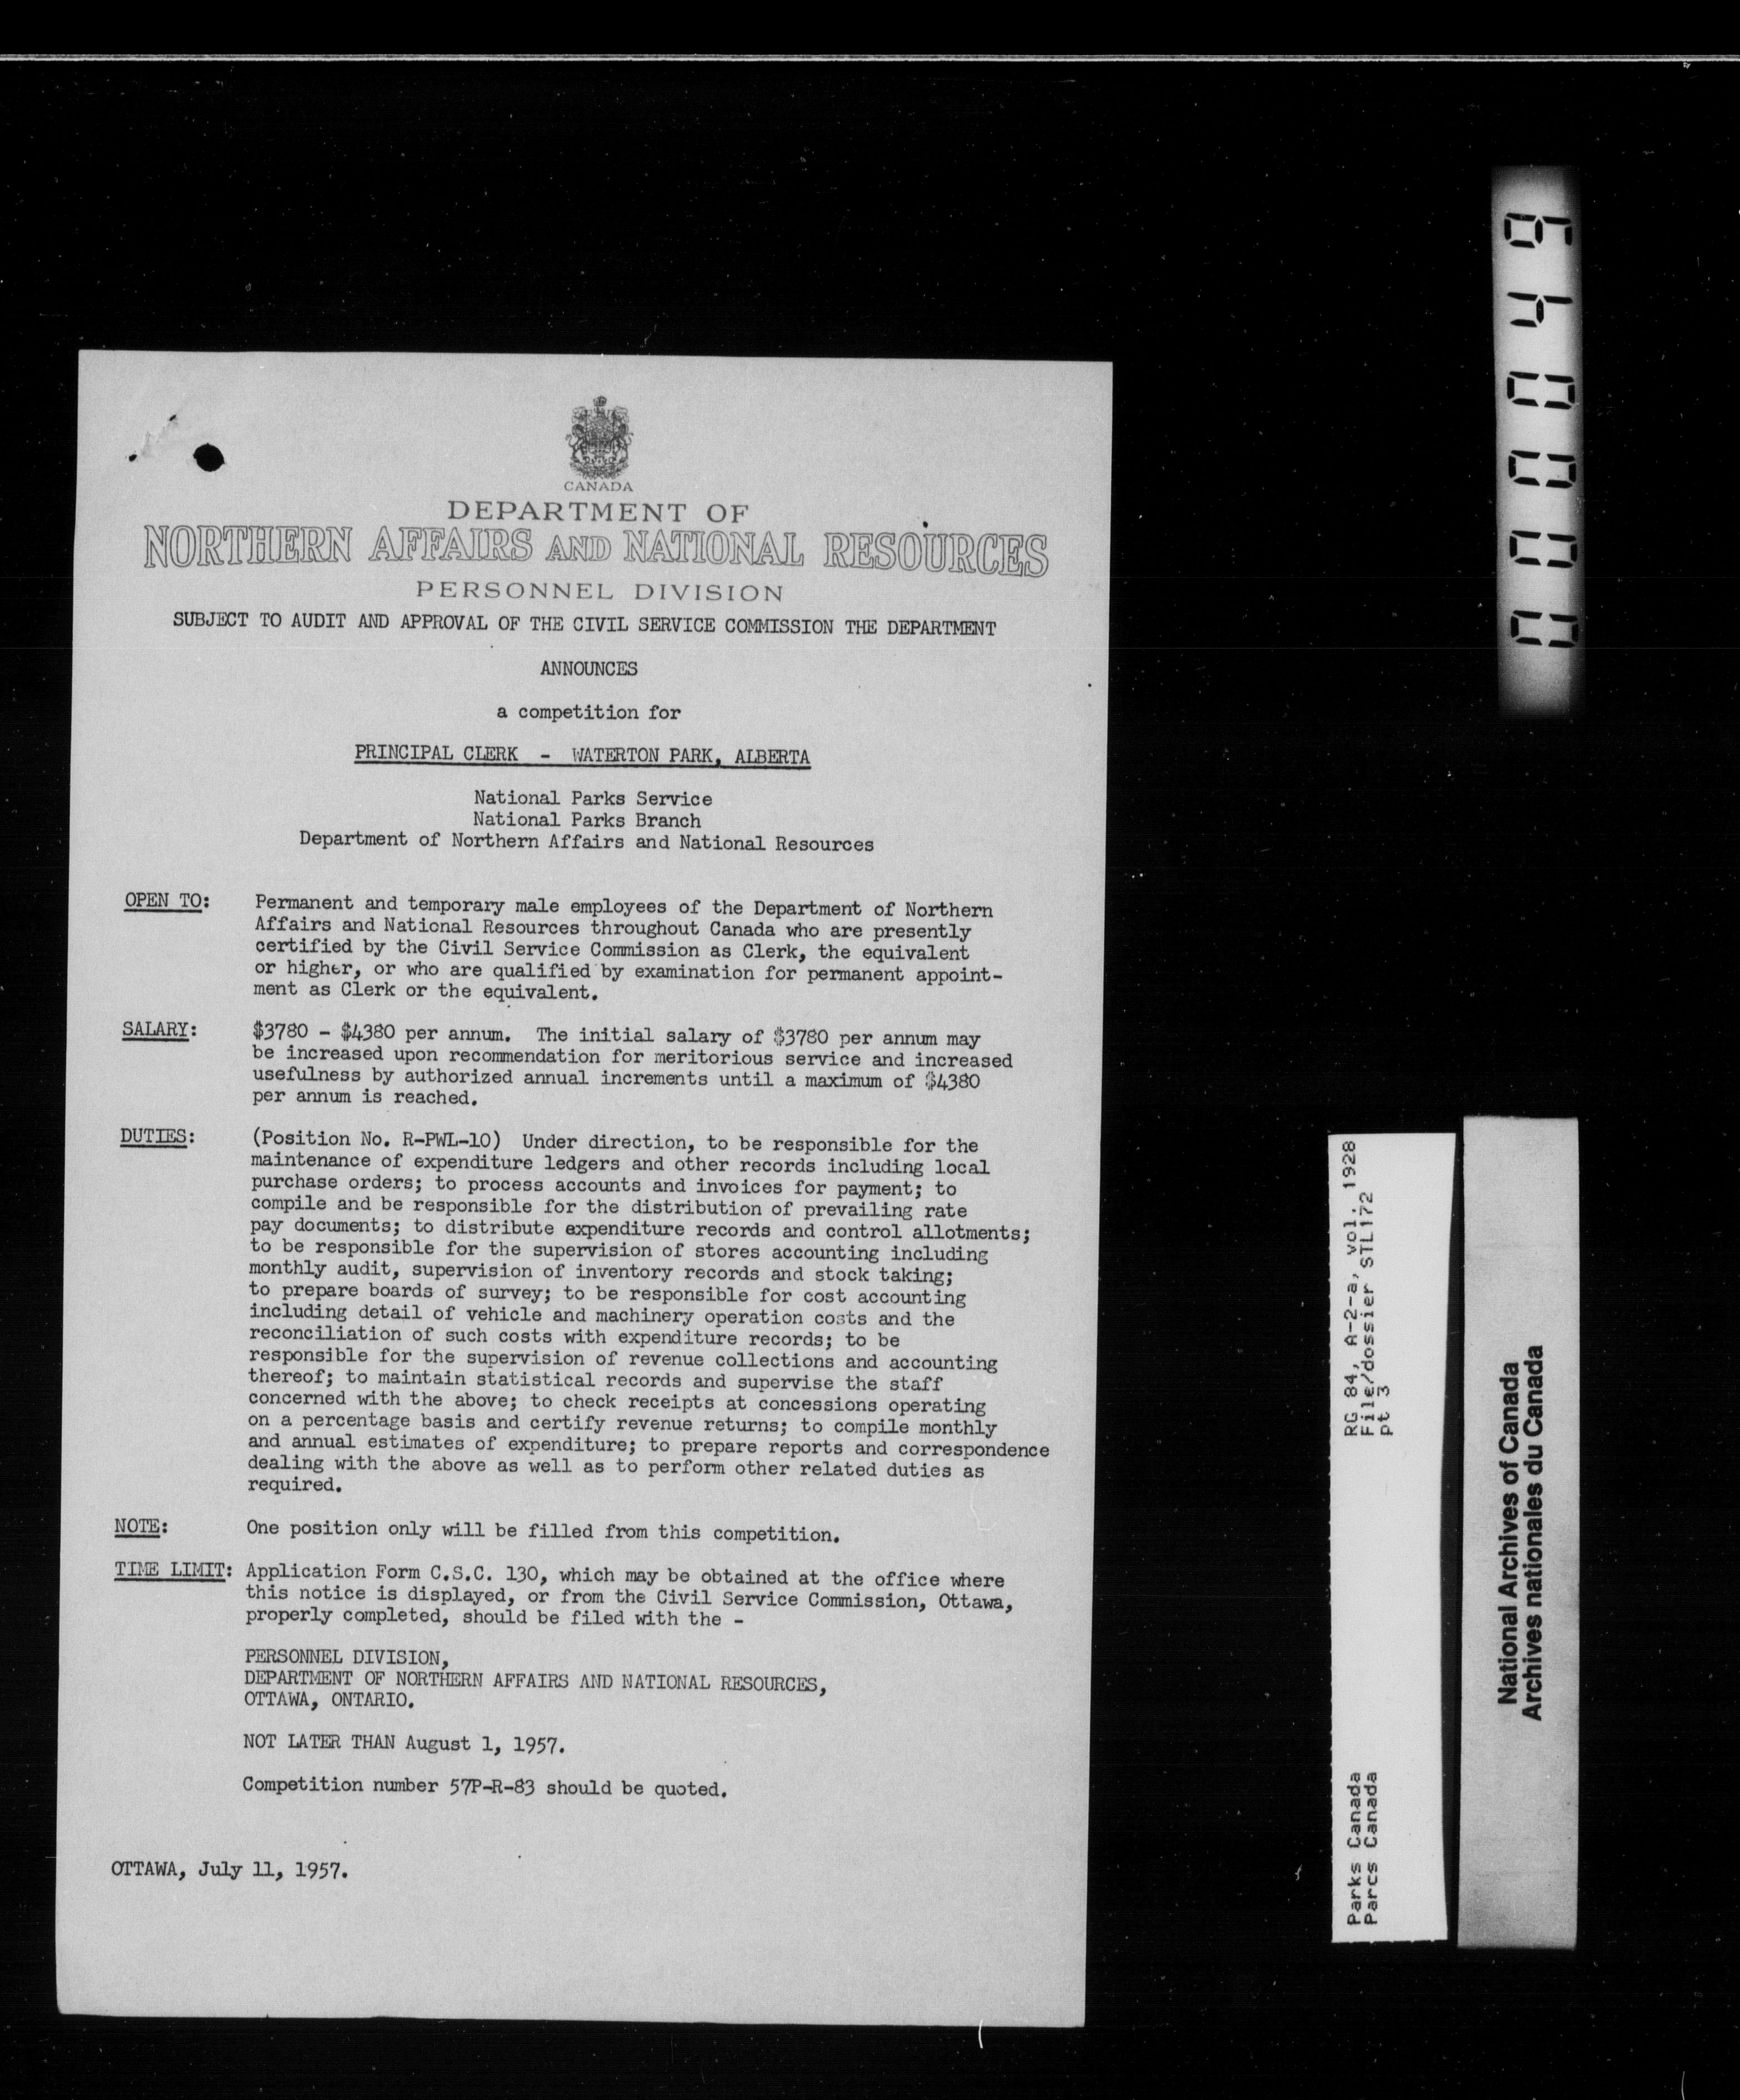 CANADA
DEPARTMENT OF
NORTHERN AFFAIRS AND NATIONAL RESOURCES
PERSONNEL DIVISION
SUBJECT TO AUDIT AND APPROVAL OF THE CIVIL SERVICE COMMISSION THE DEPARTMENT
ANNOUNCES
a competition for
PRINCIPAL CLERK - WATERTON PARK, ALBERTA
National Parks Service
National Parks Branch
Department of Northern Affairs and National Resources
OPEN TO: Permanent and temporary male employees of the Department of Northern
Affairs and National Resources throughout Canada who are presently
certified by the Civil Service Commission as Clerk, the equivalent
or higher, or who are qualified by examination for permanent appoint-
ment as Clerk or the equivalent.
SALARY: $3780 - $4380 per annum. The initial salary of $3780 per annum may
be increased upon recommendation for meritorious service and increased
usefulness by authorized annual increments until a maximum of $4380
per annum is reached.
DUTIES: (Position No. R-PWL-10) Under direction, to be responsible for the
maintenance of expenditure ledgers and other records including local
purchase orders; to process accounts and invoices for payment; to
compile and be responsible for the distribution of prevailing rate
pay documents; to distribute expenditure records and control allotments;
to be responsible for the supervision of stores accounting including
monthly audit, supervision of inventory records and stock taking;
to prepare boards of survey; to be responsible for cost accounting
including detail of vehicle and machinery operation costs and the
reconciliation of such costs with expenditure records; to be
responsible for the supervision of revenue collections and accounting
thereof; to maintain statistical records and supervise the staff
concerned with the above; to check receipts at concessions operating
on a percentage basis and certify revenue returns; to compile monthly
and annual estimates of expenditure; to prepare reports and correspondence
dealing with the above as well as to perform other related duties as
required.
NOTE: One position only will be filled from this competition.
TIME LIMIT: Application Form C.S.C. 130, which may be obtained at the office where
this notice is displayed, or from the Civil Service Commission, Ottawa,
properly completed, should be filed with the -
PERSONNEL DIVISION,
DEPARTMENT OF NORTHERN AFFAIRS AND NATIONAL RESOURCES,
OTTAWA, ONTARIO.
NOT LATER THAN August 1, 1957.
Competition number 57P-R-83 should be quoted.
OTTAWA, July 11, 1957.
000049
RG 84, A-2-a, vol. 1928
File/dossier STL172
pt 3
Parks Canada
Parcs Canada
National Archives of Canada
Archives nationales du Canada